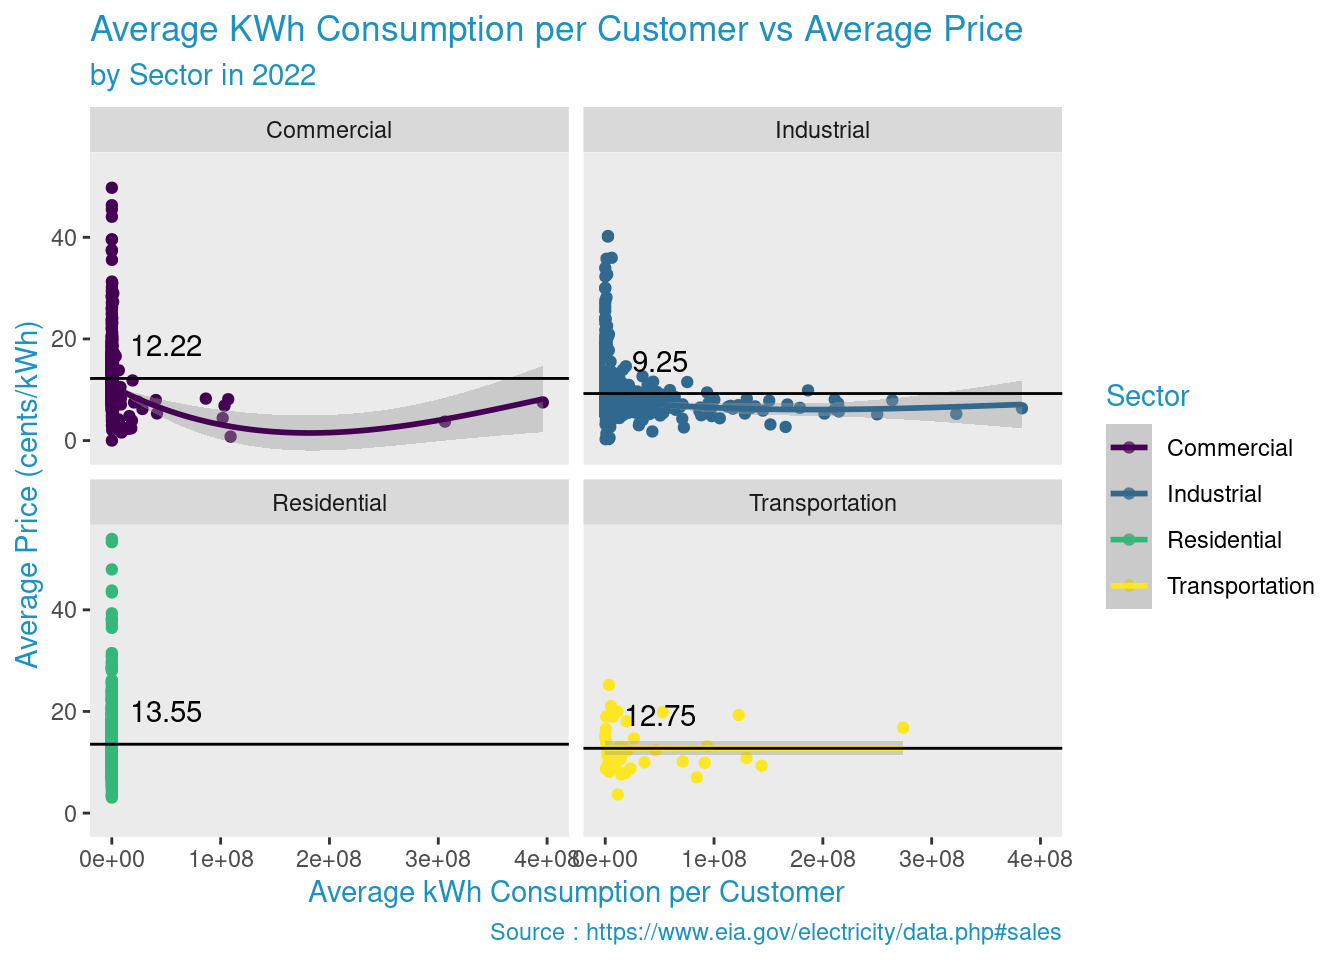 Average KWh Consumption per Customer vs Average Price
by Sector in 2022
Commercial
Industrial
40
20
0
12.22
9.25
Average Price (cents/kWh)
Residential
Transportation
40
20
0
13.55
12.75
0e+00 1e+08 2e+08 3e+08 4e+08
0e+00 1e+08 2e+08 3e+08 4e+08
Average kWh Consumption per Customer
Source : https://www.eia.gov/electricity/data.php#sales
Sector
Commercial
Industrial
Residential
Transportation